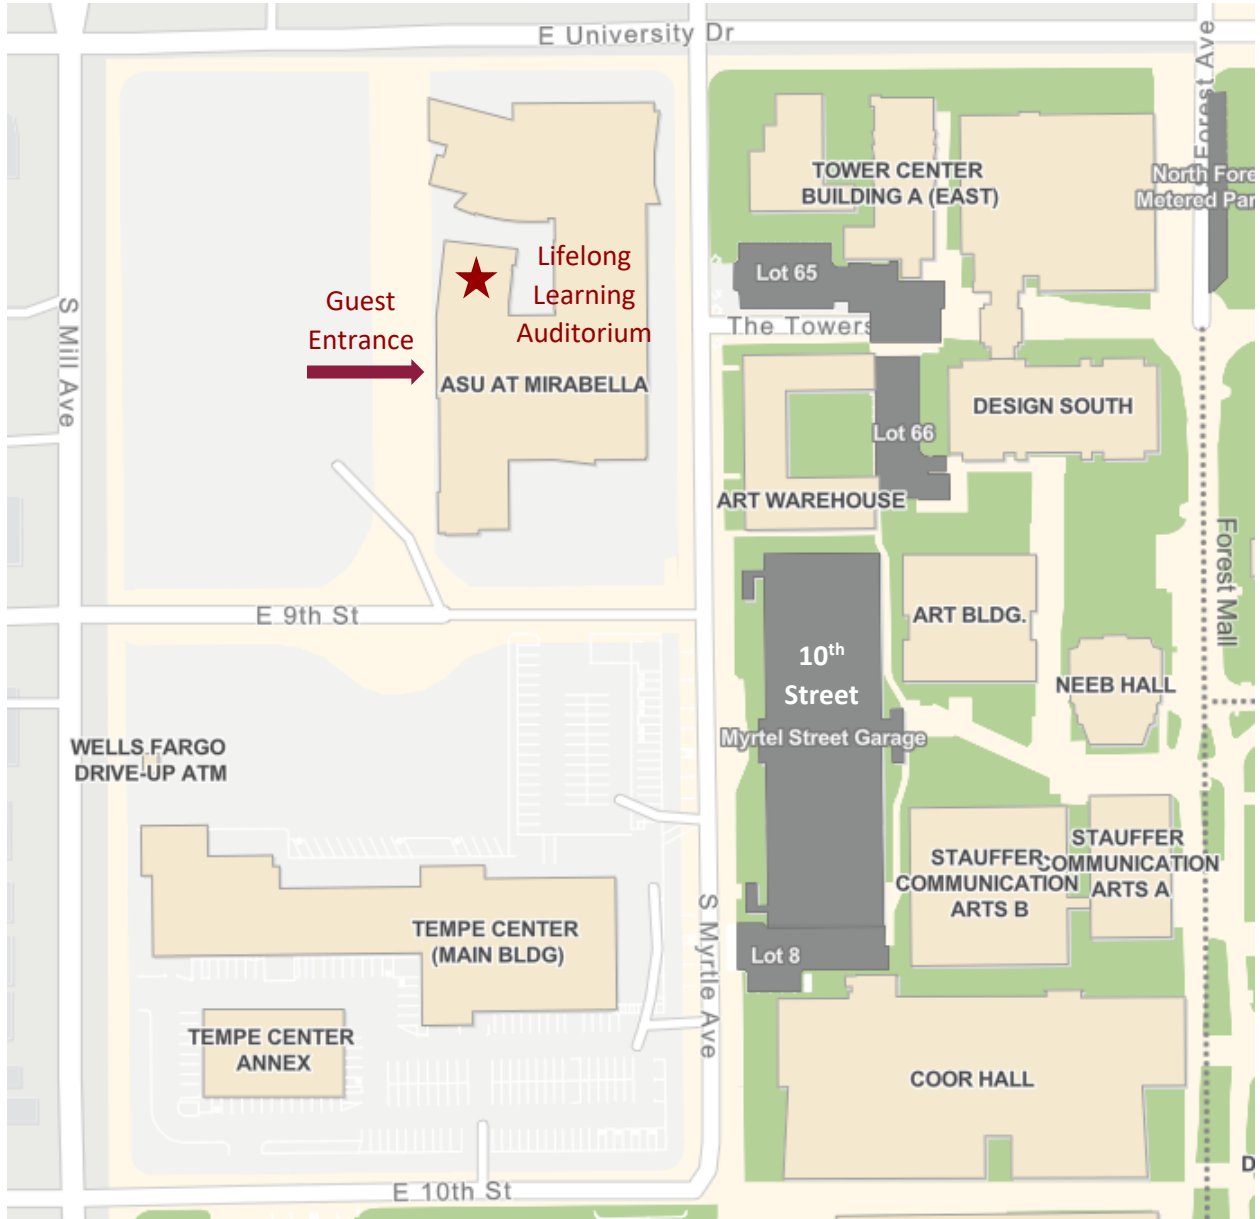 E University Dr
S Forest Ave
TOWER CENTER
BUILDING A (EAST)
North Fore
Metered Par
Lifelong
Learning
Auditorium
Lot 65
Guest
Entrance
S Mill Ave
The Towers
ASU AT MIRABELLA
DESIGN SOUTH
Lot 66
ART WAREHOUSE
Forest Mall
E 9th St
ART BLDG.
10th
Street
NEEB HALL
Myrtel Street Garage
WELLS FARGO
DRIVE-UP ATM
STAUFFER
COMMUNICATION
ARTS A
STAUFFER
COMMUNICATION
ARTS B
TEMPE CENTER
(MAIN BLDG)
S Myrtle Ave
Lot 8
TEMPE CENTER
ANNEX
COOR HALL
E 10th St
D